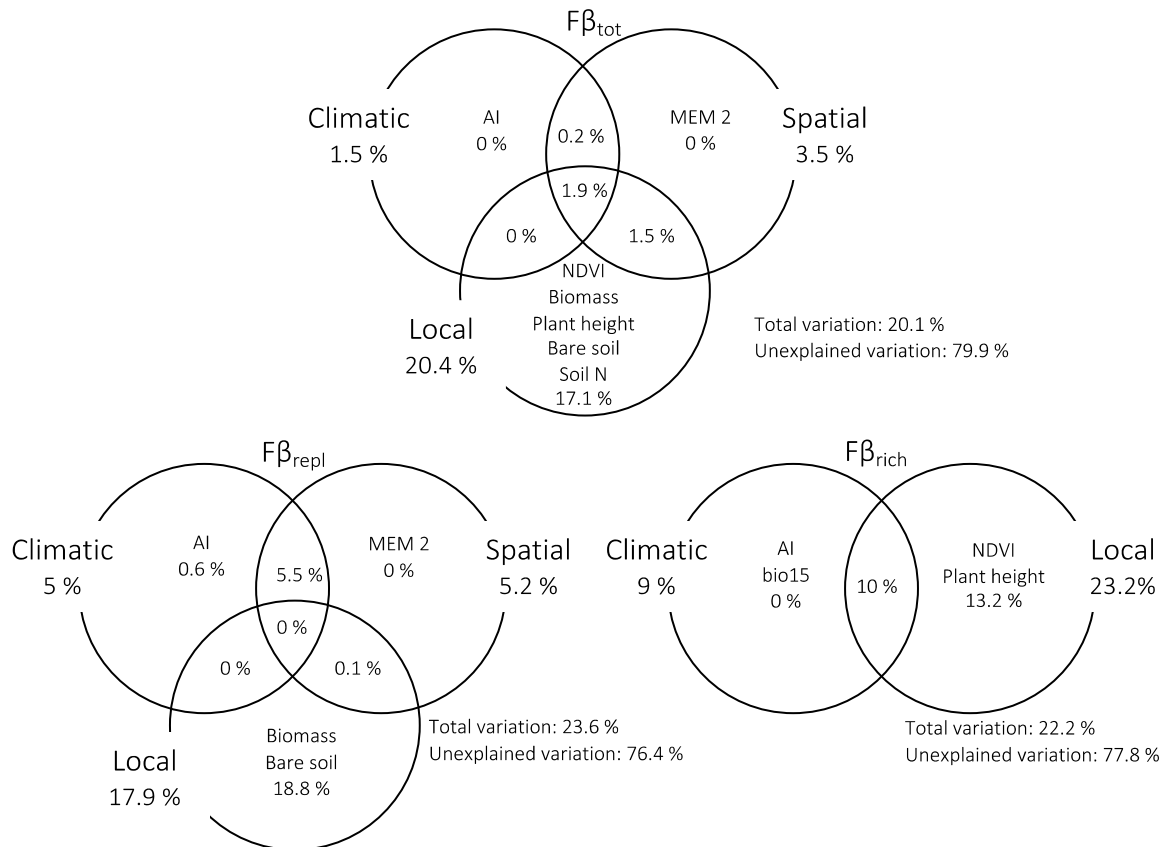 Fβtot
Climatic
1.5 %
AI
0 %
0.2 %
MEM 2
0 %
Spatial
3.5 %
1.9 %
0 %
1.5 %
NDVI
Biomass
Plant height
Bare soil
Soil N
17.1 %
Local
20.4 %
Total variation: 20.1 %
Unexplained variation: 79.9 %
Fβrepl
Climatic
5 %
AI
0.6 %
5.5 %
MEM 2
0 %
Spatial
5.2 %
0 %
0 %
0.1 %
Biomass
Bare soil
18.8 %
Local
17.9 %
Total variation: 23.6 %
Unexplained variation: 76.4 %
Fβrich
Climatic
9 %
AI
bio15
0 %
10 %
NDVI
Plant height
13.2 %
Local
23.2%
Total variation: 22.2 %
Unexplained variation: 77.8 %